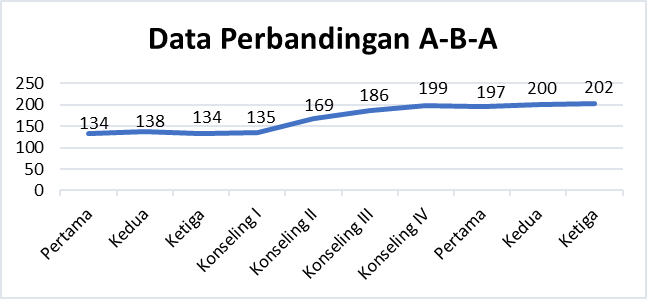 Data Perbandingan A-B-A
250
200
150
100
50
0
134 138 134 135 169 186 199 197 200 202
Pertama
Kedua
Ketiga
Konseling I
Konseling II
Konseling III
Konseling IV
Pertama
Kedua
Ketiga